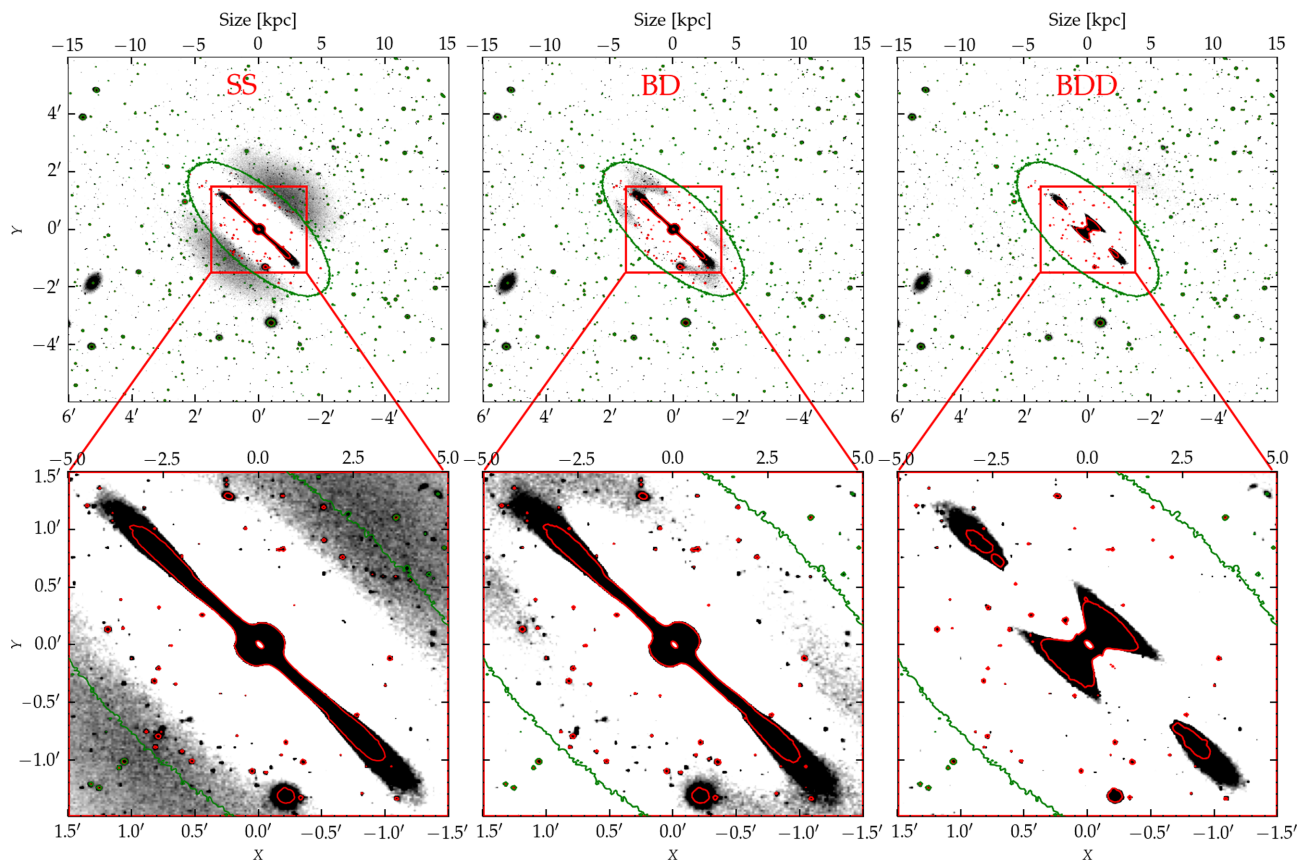 Size [kpc] Size [kpc] Size [kpc]
−15 −10 −5 0 5 10 15 −15 −10 −5 0 5 10 15 −15 −10 −5 0 5 10 15
SS BD BDD
4′
2′
0′
−2′
−4′
Y
6′ 4′ 2′ 0′ −2′ −4′ 6′ 4′ 2′ 0′ −2′ −4′ 6′ 4′ 2′ 0′ −2′ −4′
−5.0 −2.5 0.0 2.5 5.0 −5.0 −2.5 0.0 2.5 5.0 −5.0 −2.5 0.0 2.5 5.0
1.5′
1.0′
0.5′
0.0′
−0.5′
−1.0′
Y
1.5′ 1.0′ 0.5′ 0.0′ −0.5′ −1.0′ −1.5′ 1.0′ 0.5′ 0.0′ −0.5′ −1.0′ −1.5′ 1.0′ 0.5′ 0.0′ −0.5′ −1.0′ −1.5′
X X X